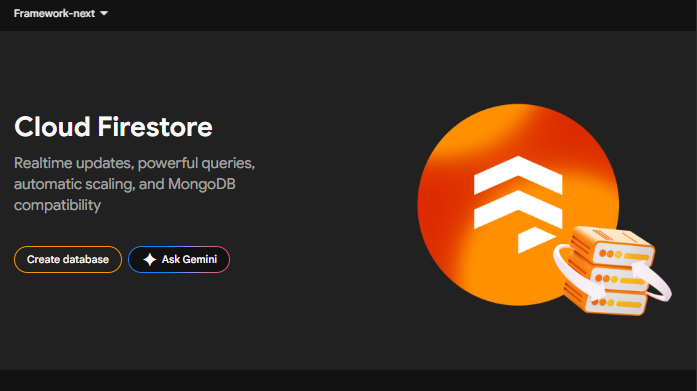 Framework-next
Cloud Firestore
Realtime updates, powerful queries,
automatic scaling, and MongoDB
compatibility
Create database
Ask Gemini